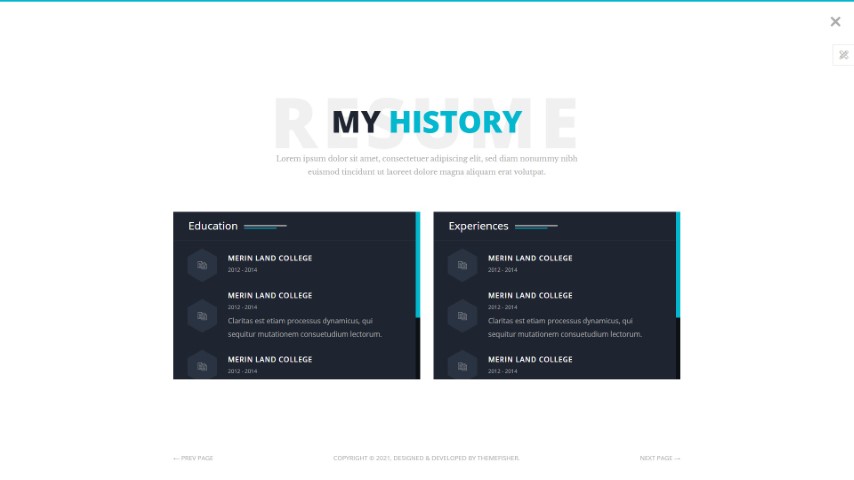 RESUME
MY HISTORY
Lorem ipsum dolor sit amet, consectetuer adipiscing elit, sed diam nonummy nibh
euismod tincidunt ut laoreet dolore magna aliquam erat volutpat.
Education
MERIN LAND COLLEGE
2012 - 2014
MERIN LAND COLLEGE
2012 - 2014
Claritas est etiam processus dynamicus, qui
sequitur mutationem consuetudium lectorum.
MERIN LAND COLLEGE
2012 - 2014
Experiences
MERIN LAND COLLEGE
2012 - 2014
MERIN LAND COLLEGE
2012 - 2014
Claritas est etiam processus dynamicus, qui
sequitur mutationem consuetudium lectorum.
MERIN LAND COLLEGE
2012 - 2014
← PREV PAGE
COPYRIGHT © 2021, DESIGNED & DEVELOPED BY THEMEFISHER.
NEXT PAGE →